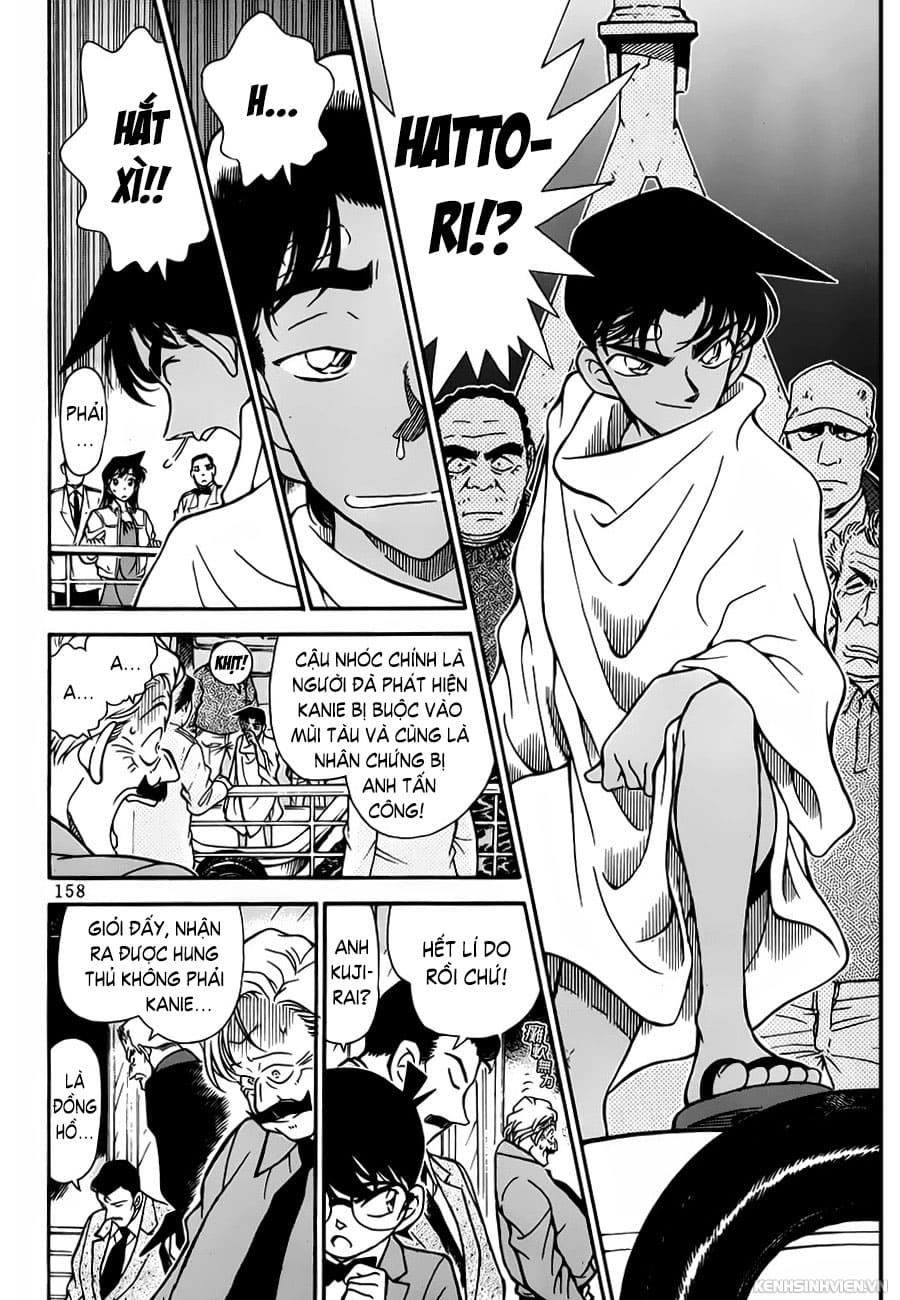 HATTO-
RI!?
H...
HẮT
XÌ!!
PHẢI
...
CẬU NHÓC CHÍNH LÀ
NGƯỜI ĐÃ PHÁT HIỆN
KANIE BỊ BUỘC VÀO
MŨI TÀU VÀ CŨNG LÀ
NHÂN CHỨNG BỊ
ANH TẤN
CÔNG!
KHỊT!
A...
A...
158
HẾT LÍ DO
RỒI CHỨ!
ANH
KUJI-
RAI?
GIỎI ĐẤY, NHẬN
RA ĐƯỢC HUNG
THỦ KHÔNG PHẢI
KANIE...
LÀ
ĐỒNG
HỒ...
KENHSINHVIEN.VN